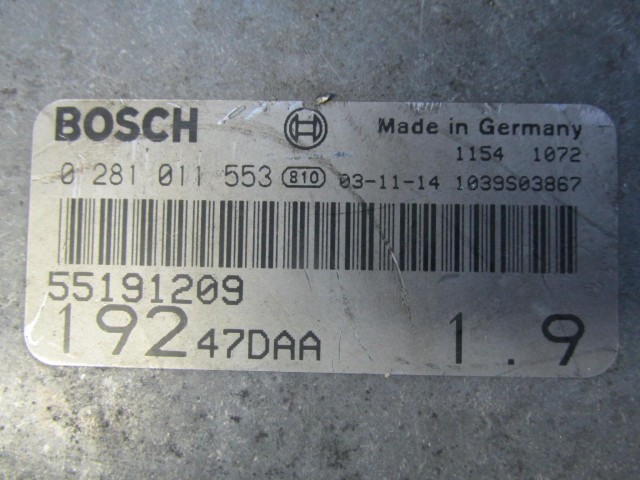 BOSCH Made in Germany
1154 1072
0 281 011 553 810 03-11-14 1039S03867
55191209
192 47DAA 1.9